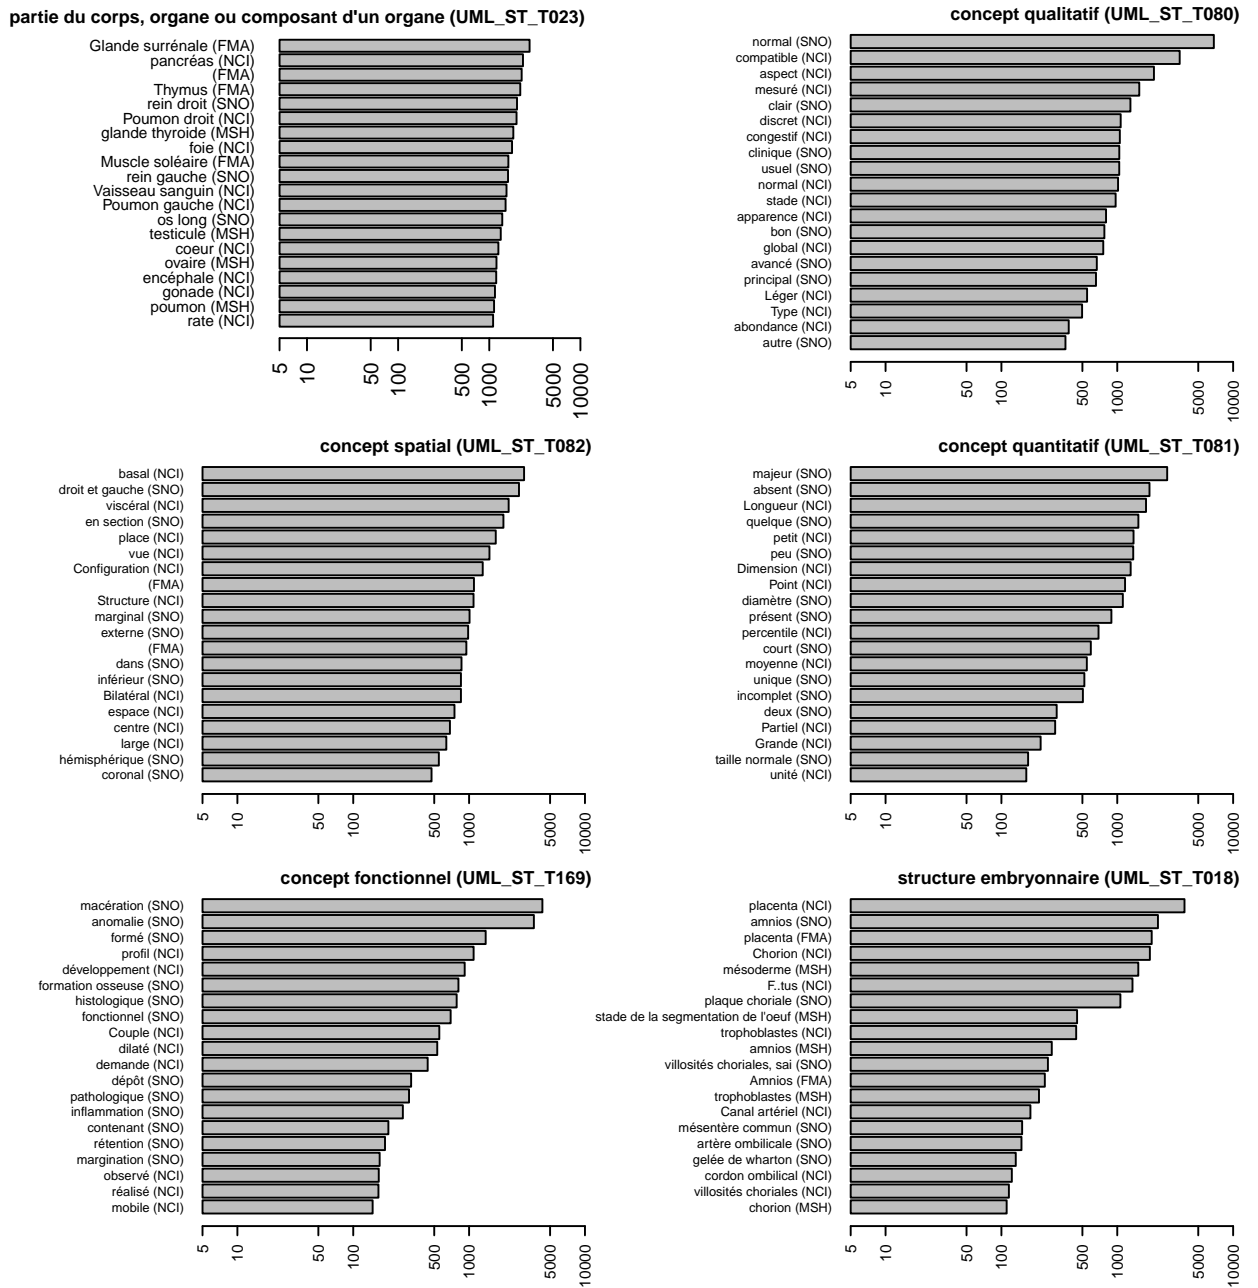 partie du corps, organe ou composant d'un organe (UML_ST_T023)
Glande surrénale (FMA)
pancréas (NCI)
(FMA)
Thymus (FMA)
rein droit (SNO)
Poumon droit (NCI)
glande thyroide (MSH)
foie (NCI)
Muscle soléaire (FMA)
rein gauche (SNO)
Vaisseau sanguin (NCI)
Poumon gauche (NCI)
os long (SNO)
testicule (MSH)
coeur (NCI)
ovaire (MSH)
encéphale (NCI)
gonade (NCI)
poumon (MSH)
rate (NCI)
5 10 50 100 500 1000 5000 10000
concept qualitatif (UML_ST_T080)
normal (SNO)
compatible (NCI)
aspect (NCI)
mesuré (NCI)
clair (SNO)
discret (NCI)
congestif (NCI)
clinique (SNO)
usuel (SNO)
normal (NCI)
stade (NCI)
apparence (NCI)
bon (SNO)
global (NCI)
avancé (SNO)
principal (SNO)
Léger (NCI)
Type (NCI)
abondance (NCI)
autre (SNO)
5 10 50 100 500 1000 5000 10000
concept spatial (UML_ST_T082)
basal (NCI)
droit et gauche (SNO)
viscéral (NCI)
en section (SNO)
place (NCI)
vue (NCI)
Configuration (NCI)
(FMA)
Structure (NCI)
marginal (SNO)
externe (SNO)
(FMA)
dans (SNO)
inférieur (SNO)
Bilatéral (NCI)
espace (NCI)
centre (NCI)
large (NCI)
hémisphérique (SNO)
coronal (SNO)
5 10 50 100 500 1000 5000 10000
concept quantitatif (UML_ST_T081)
majeur (SNO)
absent (SNO)
Longueur (NCI)
quelque (SNO)
petit (NCI)
peu (SNO)
Dimension (NCI)
Point (NCI)
diamètre (SNO)
présent (SNO)
percentile (NCI)
court (SNO)
moyenne (NCI)
unique (SNO)
incomplet (SNO)
deux (SNO)
Partiel (NCI)
Grande (NCI)
taille normale (SNO)
unité (NCI)
5 10 50 100 500 1000 5000 10000
concept fonctionnel (UML_ST_T169)
macération (SNO)
anomalie (SNO)
formé (SNO)
profil (NCI)
développement (NCI)
formation osseuse (SNO)
histologique (SNO)
fonctionnel (SNO)
Couple (NCI)
dilaté (NCI)
demande (NCI)
dépôt (SNO)
pathologique (SNO)
inflammation (SNO)
contenant (SNO)
rétention (SNO)
margination (SNO)
observé (NCI)
réalisé (NCI)
mobile (NCI)
5 10 50 100 500 1000 5000 10000
structure embryonnaire (UML_ST_T018)
placenta (NCI)
amnios (SNO)
placenta (FMA)
Chorion (NCI)
mésoderme (MSH)
F..tus (NCI)
plaque choriale (SNO)
stade de la segmentation de l'oeuf (MSH)
trophoblastes (NCI)
amnios (MSH)
villosités choriales, sai (SNO)
Amnios (FMA)
trophoblastes (MSH)
Canal artériel (NCI)
mésentère commun (SNO)
artère ombilicale (SNO)
gelée de wharton (SNO)
cordon ombilical (NCI)
villosités choriales (NCI)
chorion (MSH)
5 10 50 100 500 1000 5000 10000